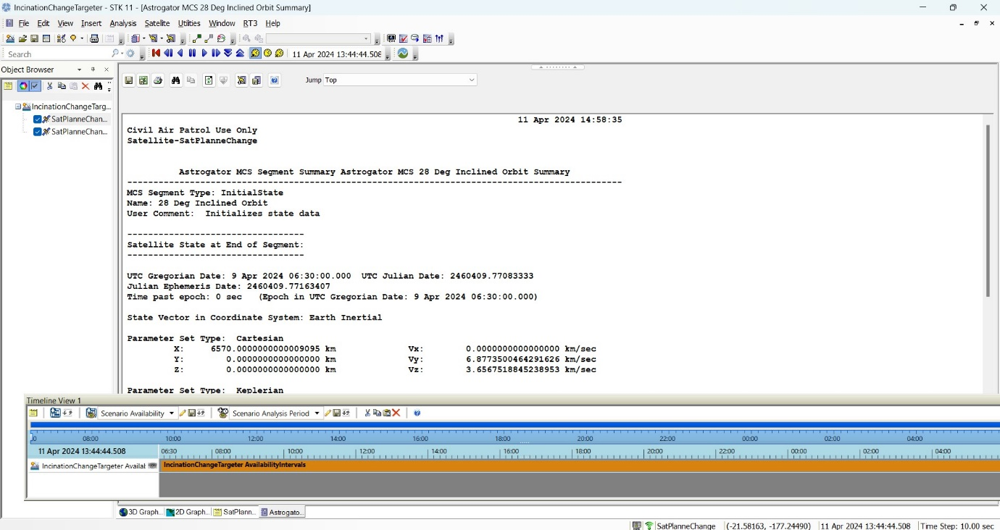 IncinationChangeTargeter - STK 11 - [Astrogator MCS 28 Deg Inclined Orbit Summary]
File Edit View Insert Analysis Satellite Utilities Window RT3 Help
Search
11 Apr 2024 13:44:44.508
Object Browser
Jump Top
IncinationChangeTarg...
SatPlanneChan...
SatPlanneChan...
11 Apr 2024 14:58:35
Civil Air Patrol Use Only
Satellite-SatPlanneChange
Astrogator MCS Segment Summary Astrogator MCS 28 Deg Inclined Orbit Summary
-----------------------------------------------------------------------------------------------
MCS Segment Type: InitialState
Name: 28 Deg Inclined Orbit
User Comment:  Initializes state data
----------------------------------
Satellite State at End of Segment:
----------------------------------
UTC Gregorian Date: 9 Apr 2024 06:30:00.000  UTC Julian Date: 2460409.77083333
Julian Ephemeris Date: 2460409.77163407
Time past epoch: 0 sec   (Epoch in UTC Gregorian Date: 9 Apr 2024 06:30:00.000)
State Vector in Coordinate System: Earth Inertial
Parameter Set Type:  Cartesian
X: 6570.0000000000009095 km Vx: 0.0000000000000000 km/sec
Y: 0.0000000000000000 km Vy: 6.8773500464291626 km/sec
Z: 0.0000000000000000 km Vz: 3.6567518845238953 km/sec
Parameter Set Type:  Keplerian
Timeline View 1
Scenario Availability Scenario Analysis Period
08:00 10:00 12:00 14:00 16:00 18:00 20:00 22:00 00:00 02:00 04:00
11 Apr 2024 13:44:44.508 06:30 08:00 10:00 12:00 14:00 16:00 18:00 20:00 22:00 00:00 02:00 04:00
IncinationChangeTargeter Availal IncinationChangeTargeter AvailabilityIntervals
3D Graph... 2D Graph... SatPlann... Astrogato...
SatPlanneChange (-21.58163, -177.24490) 11 Apr 2024 13:44:44.508 Time Step: 10.00 sec